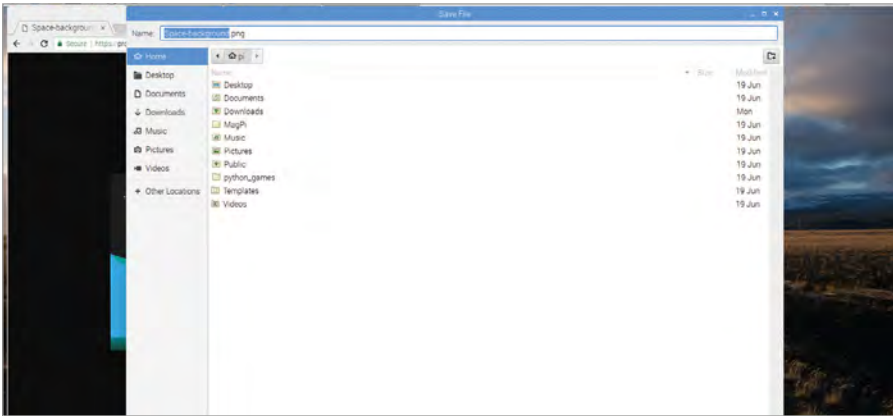 Save File
Space-backgroun
Name: Space-background.png
Secure | https://
Home
pi
Desktop
Documents
Downloads
Music
Pictures
Videos
Other Locations
Name
Size
Modified
Desktop 19 Jun
Documents 19 Jun
Downloads Mon
MagPi 19 Jun
Music 19 Jun
Pictures 19 Jun
Public 19 Jun
python_games 19 Jun
Templates 19 Jun
Videos 19 Jun